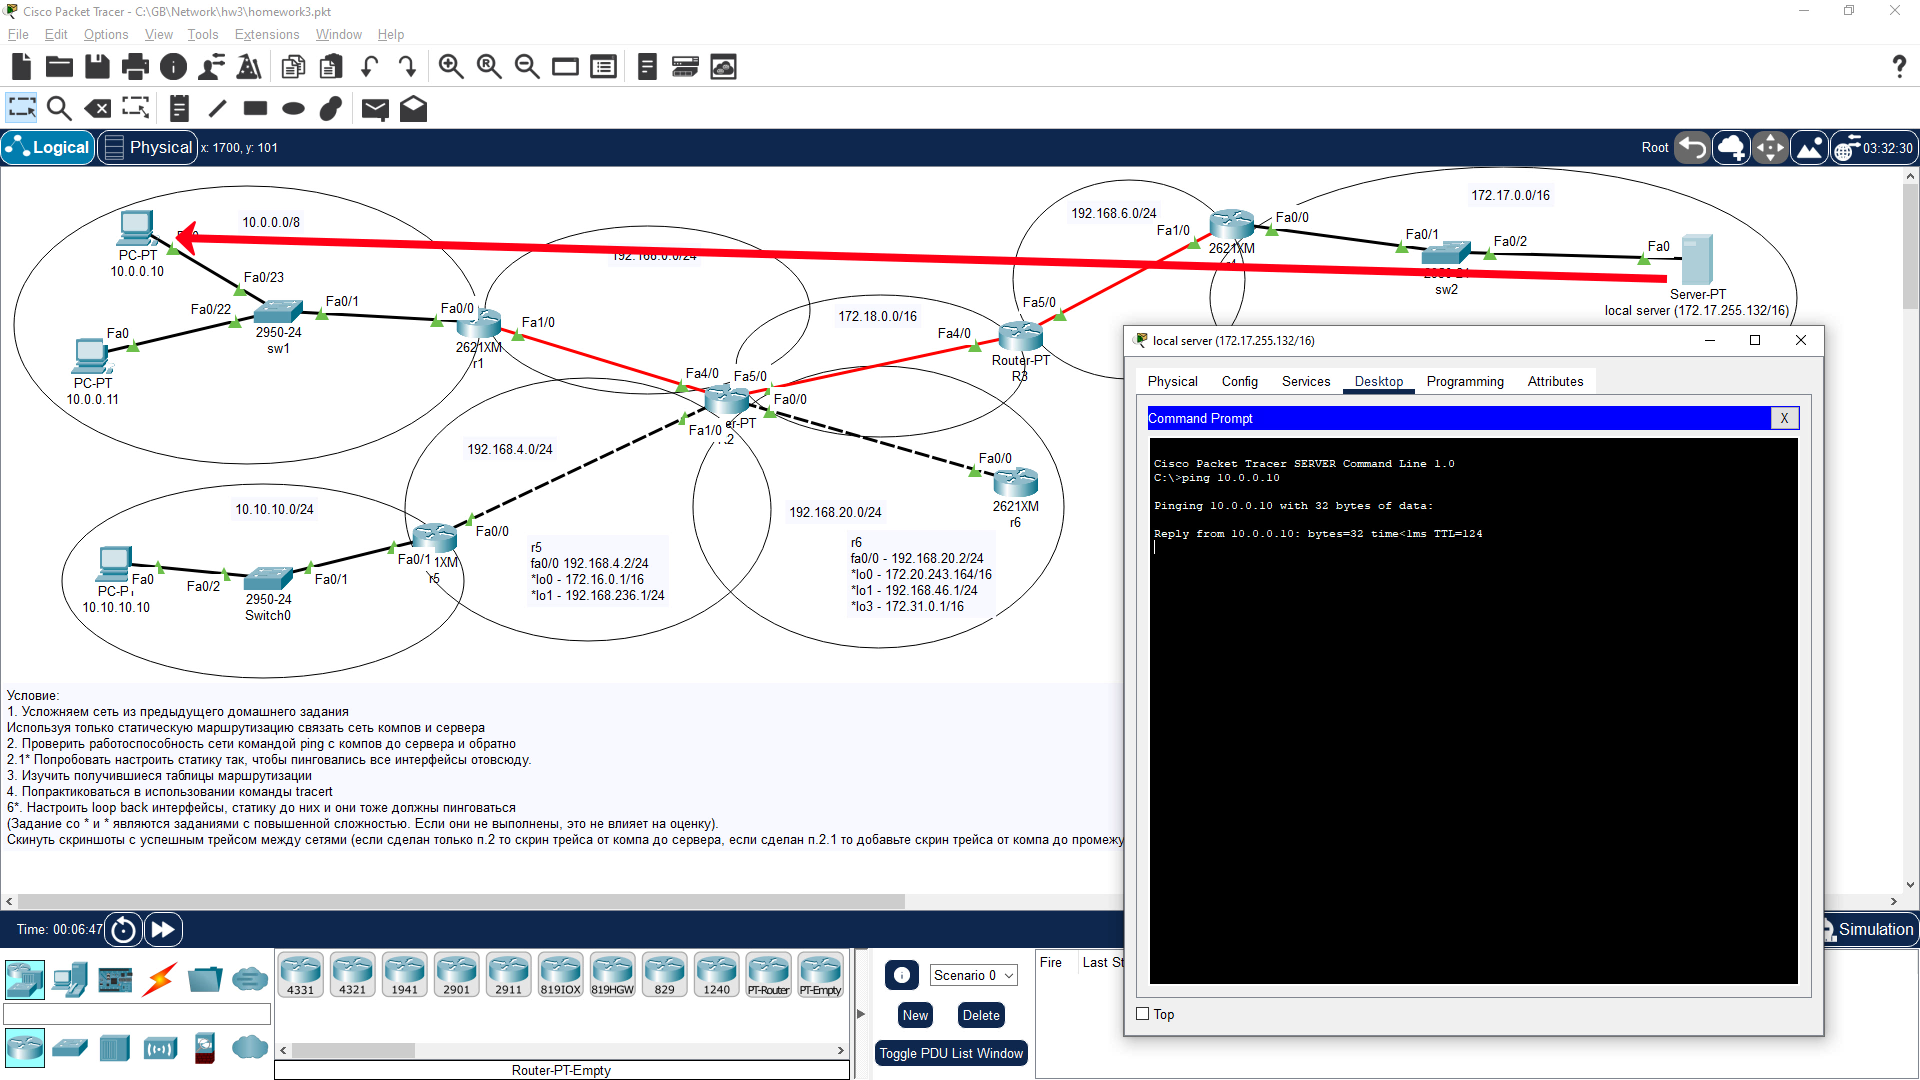 Cisco Packet Tracer - C:\GB\Network\hw3\homework3.pkt
File Edit Options View Tools Extensions Window Help
Logical Physical x: 1700, y: 101
Root 03:32:30
10.0.0.0/8
PC-PT
10.0.0.10
Fa0/23
Fa0/22
Fa0/1
2950-24
sw1
Fa0
PC-PT
10.0.0.11
Fa0/0
2621XM
r1
Fa1/0
192.168.0.0/24
172.18.0.0/16
Fa4/0
Fa5/0
Fa0/0
er-PT
Fa1/0
192.168.6.0/24
Fa1/0
2621XM
Fa0/0
Fa5/0
Fa4/0
Router-PT
R3
172.17.0.0/16
Fa0/1
2950-24
sw2
Fa0/2
Fa0
Server-PT
local server (172.17.255.132/16)
192.168.4.0/24
Fa0/0
10.10.10.0/24
Fa0/1
1XM
r5
Fa0
PC-P
10.10.10.10
Fa0/2
2950-24
Switch0
Fa0/1
r5
fa0/0 192.168.4.2/24
*lo0 - 172.16.0.1/16
*lo1 - 192.168.236.1/24
192.168.20.0/24
Fa0/0
2621XM
r6
r6
fa0/0 - 192.168.20.2/24
*lo0 - 172.20.243.164/16
*lo1 - 192.168.46.1/24
*lo3 - 172.31.0.1/16
Условие:
1. Усложняем сеть из предыдущего домашнего задания
Используя только статическую маршрутизацию связать сеть компов и сервера
2. Проверить работоспособность сети командой ping с компов до сервера и обратно
2.1* Попробовать настроить статику так, чтобы пинговались все интерфейсы отовсюду.
3. Изучить получившиеся таблицы маршрутизации
4. Попрактиковаться в использовании команды tracert
6*. Настроить loop back интерфейсы, статику до них и они тоже должны пинговаться
(Задание со * и * являются заданиями с повышенной сложностью. Если они не выполнены, это не влияет на оценку).
Скинуть скриншоты с успешным трейсом между сетями (если сделан только п.2 то скрин трейса от компа до сервера, если сделан п.2.1 то добавьте скрин трейса от компа до промежу
local server (172.17.255.132/16)
Physical Config Services Desktop Programming Attributes
Command Prompt X
Cisco Packet Tracer SERVER Command Line 1.0
C:\>ping 10.0.0.10
Pinging 10.0.0.10 with 32 bytes of data:
Reply from 10.0.0.10: bytes=32 time<1ms TTL=124
Top
Time: 00:06:47
Simulation
4331 4321 1941 2901 2911 819IOX 819HGW 829 1240 PT-Router PT-Empty
Router-PT-Empty
Scenario 0
New Delete
Toggle PDU List Window
Fire Last St